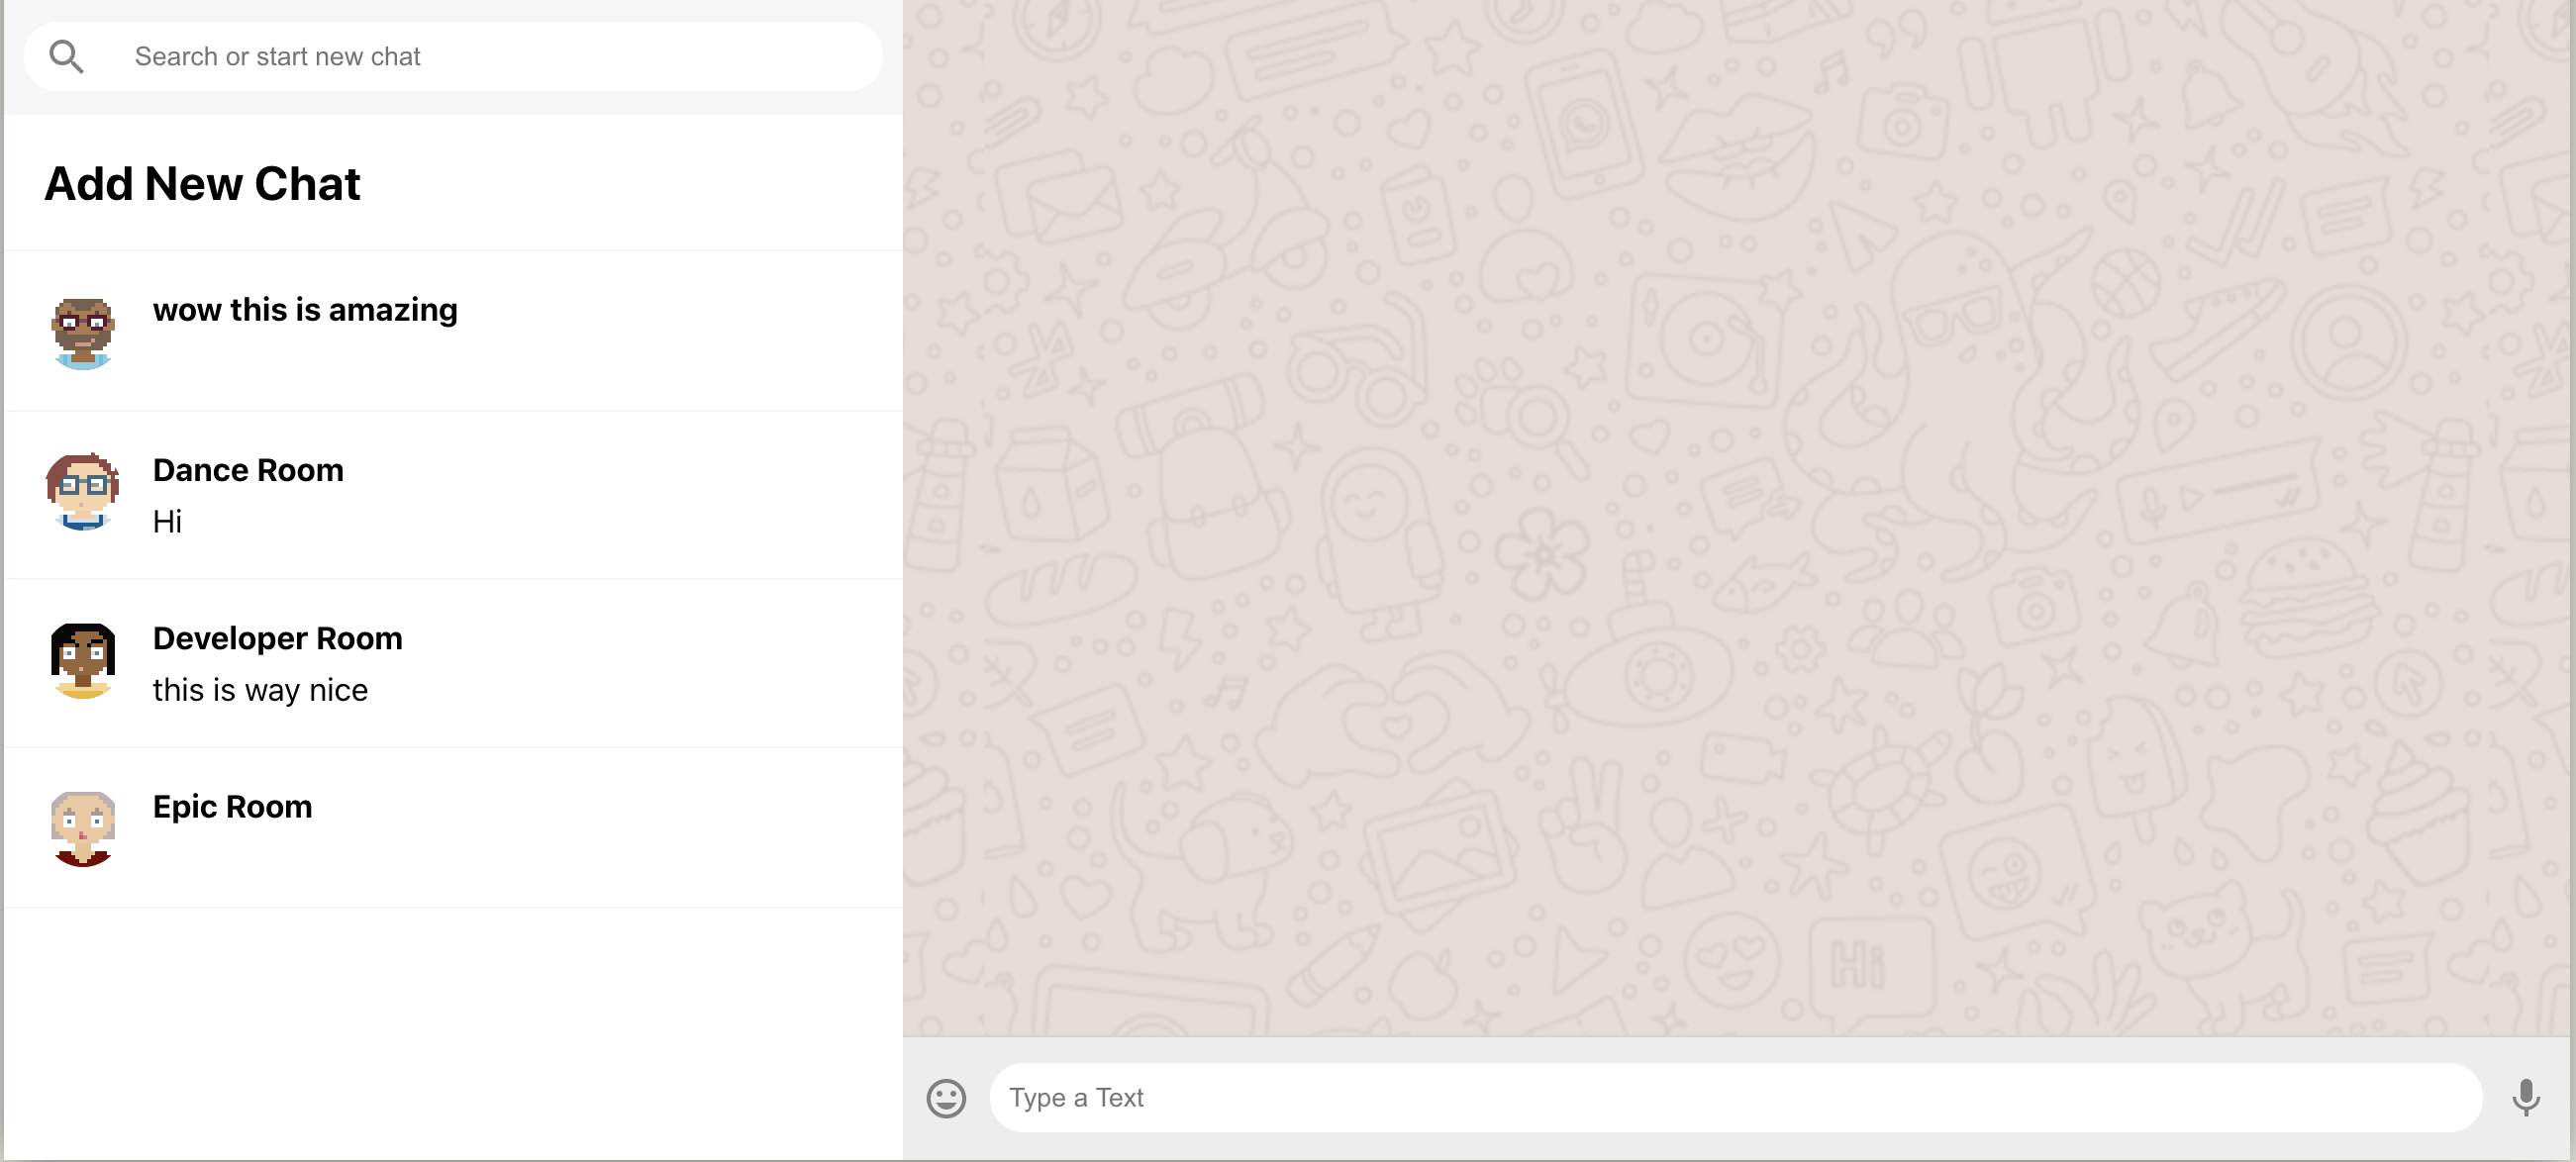 Search or start new chat
Add New Chat
wow this is amazing
Dance Room
Hi
Developer Room
this is way nice
Epic Room
Hi
Type a Text